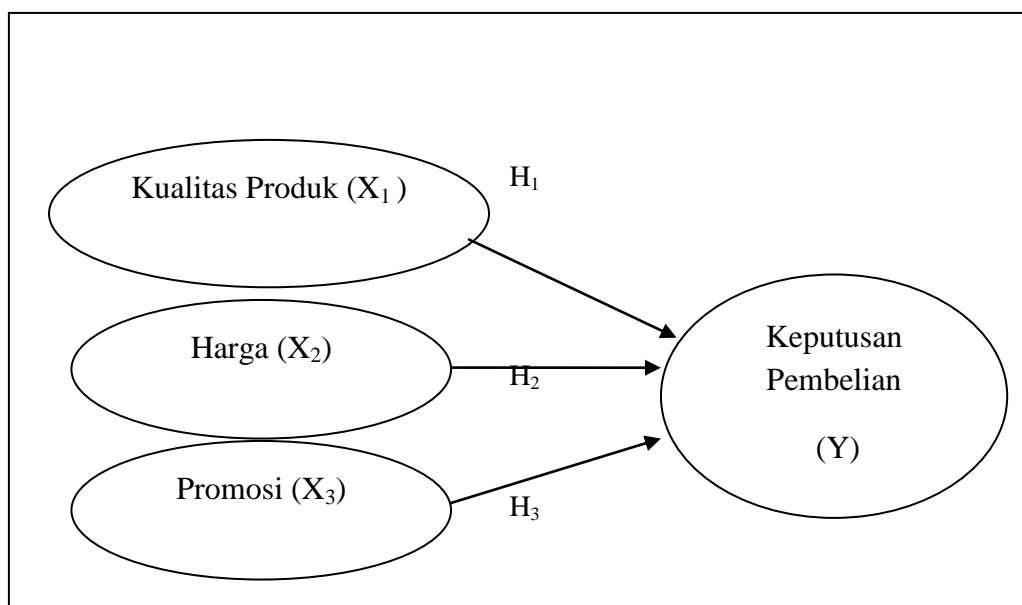 Kualitas Produk (X₁ )
H₁
Harga (X₂)
H₂
Promosi (X₃)
H₃
Keputusan
Pembelian
(Y)